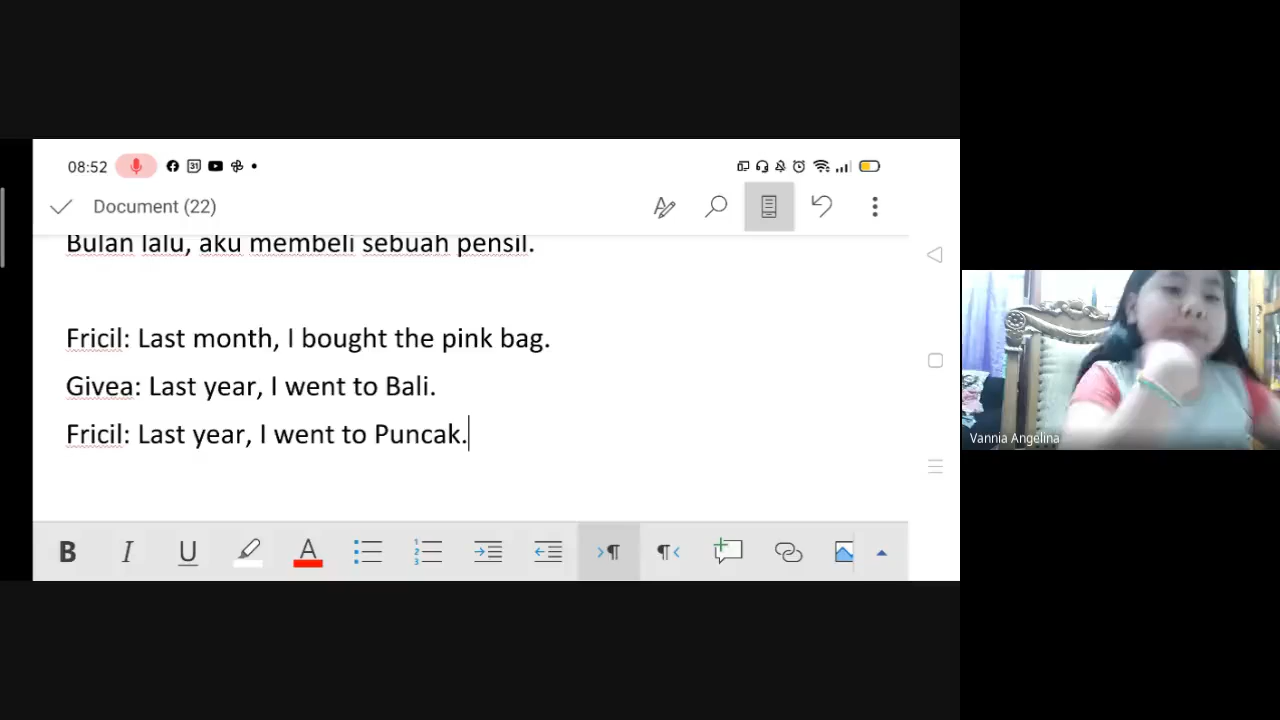 08:52
Document (22)
Bulan lalu, aku membeli sebuah pensil.
Fricil: Last month, I bought the pink bag.
Givea: Last year, I went to Bali.
Fricil: Last year, I went to Puncak.
B I U A
Vannia Angelina